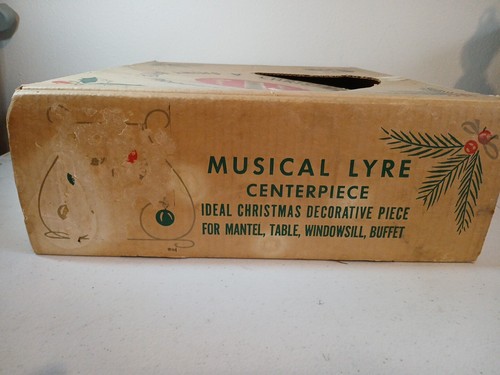 MUSICAL LYRE
CENTERPIECE
IDEAL CHRISTMAS DECORATIVE PIECE
FOR MANTEL, TABLE, WINDOWSILL, BUFFET